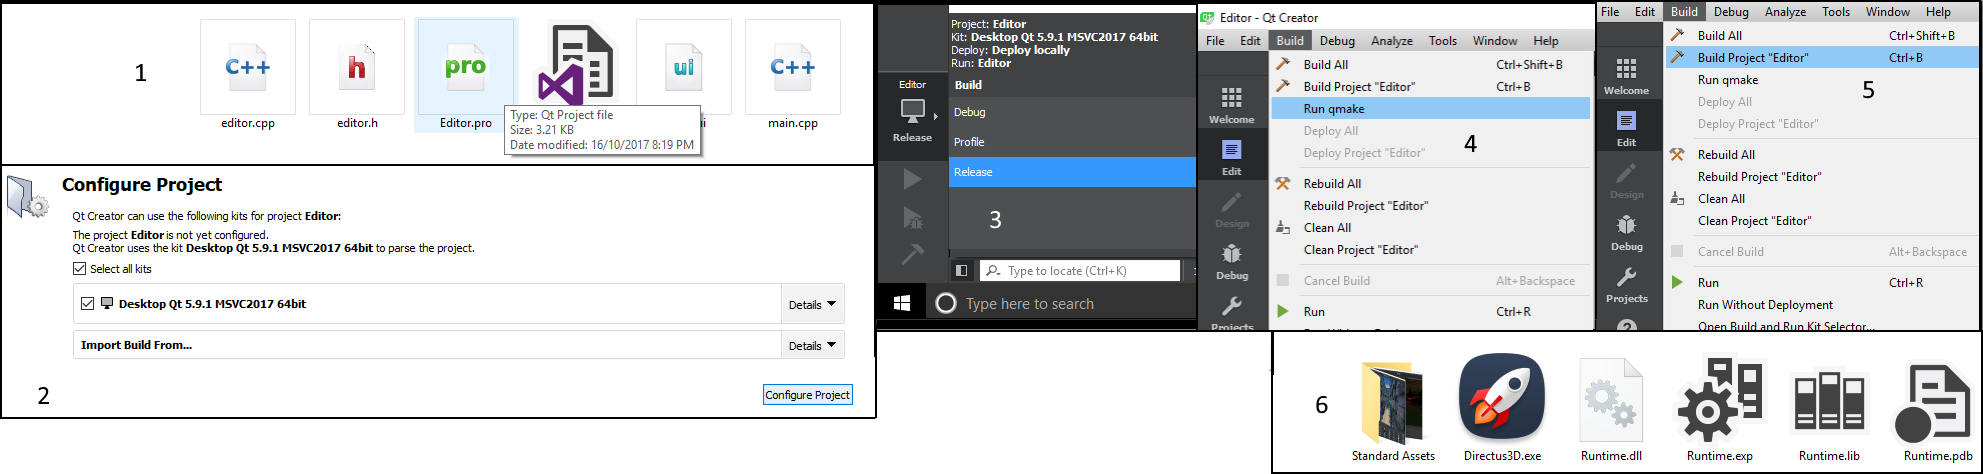 1
C++
h
pro
ui
C++
editor.cpp
editor.h
Editor.pro
ui
main.cpp
Type: Qt Project file
Size: 3.21 KB
Date modified: 16/10/2017 8:19 PM
Configure Project
Qt Creator can use the following kits for project Editor:
The project Editor is not yet configured.
Qt Creator uses the kit Desktop Qt 5.9.1 MSVC2017 64bit to parse the project.
Select all kits
Desktop Qt 5.9.1 MSVC2017 64bit
Details
Import Build From...
Details
2
Configure Project
Project: Editor
Kit: Desktop Qt 5.9.1 MSVC2017 64bit
Deploy: Deploy locally
Run: Editor
Editor
Release
Build
Debug
Profile
Release
3
Type to locate (Ctrl+K)
Type here to search
Editor - Qt Creator
File Edit Build Debug Analyze Tools Window Help
Welcome
Edit
Design
Debug
Projects
Build All Ctrl+Shift+B
Build Project "Editor" Ctrl+B
Run qmake
Deploy All
Deploy Project "Editor"
4
Rebuild All
Rebuild Project "Editor"
Clean All
Clean Project "Editor"
Cancel Build Alt+Backspace
Run Ctrl+R
File Edit Build Debug Analyze Tools Window Help
Welcome
Edit
Design
Debug
Projects
Build All Ctrl+Shift+B
Build Project "Editor" Ctrl+B
Run qmake
5
Deploy All
Deploy Project "Editor"
Rebuild All
Rebuild Project "Editor"
Clean All
Clean Project "Editor"
Cancel Build Alt+Backspace
Run Ctrl+R
Run Without Deployment
Open Build and Run Kit Selector...
6
Standard Assets
Directus3D.exe
Runtime.dll
Runtime.exp
Runtime.lib
Runtime.pdb